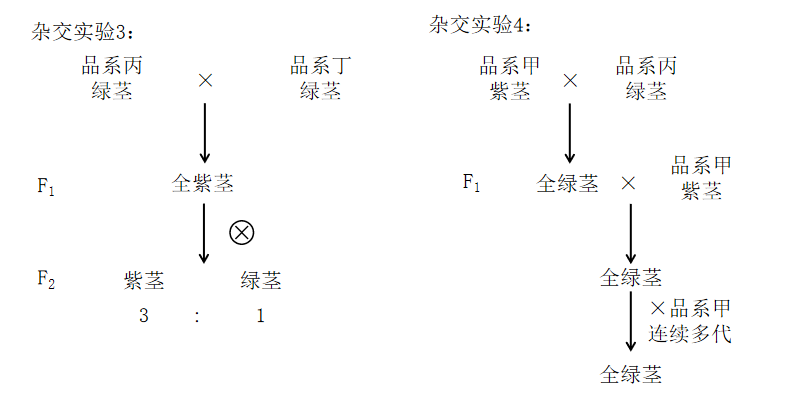 杂交实验3:
品系丙 × 品系丁
绿茎 绿茎
F₁ 全紫茎
⊗
F₂ 紫茎 绿茎
3 : 1
杂交实验4:
品系甲 × 品系丙
紫茎 绿茎
F₁ 全绿茎 × 品系甲
紫茎
全绿茎
×品系甲
连续多代
全绿茎